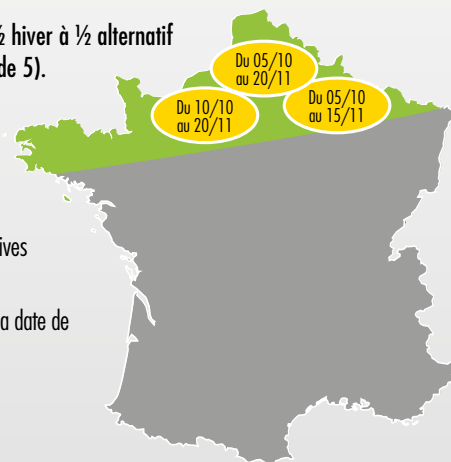 ½ hiver à ½ alternatif
de 5).
Du 05/10
au 20/11
Du 10/10
au 20/11
Du 05/10
au 15/11
ives
a date de